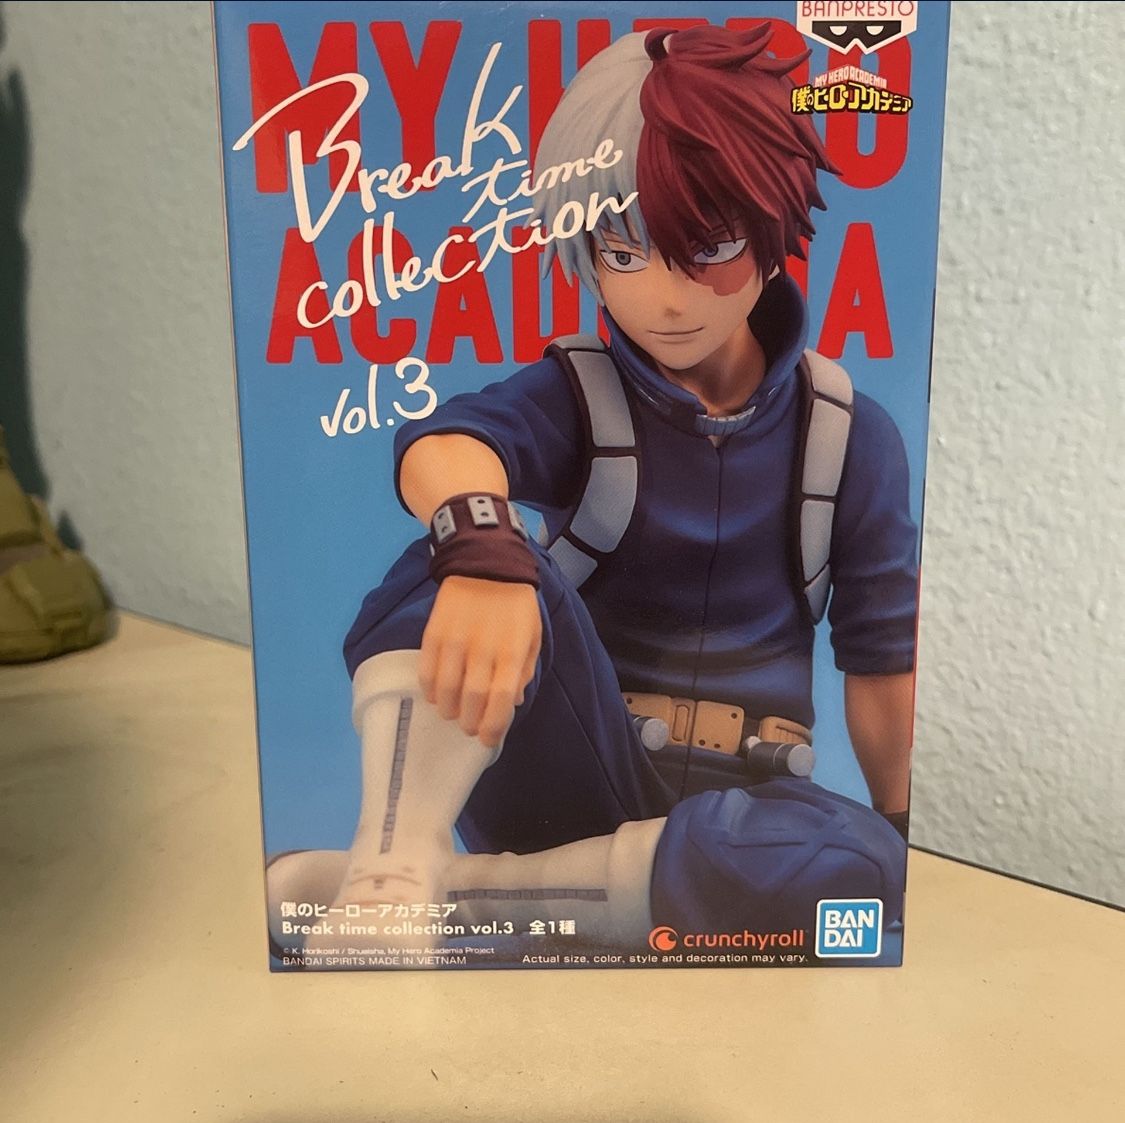 BANPRESTO
MY HERO
ACADEMIA
MY HERO ACADEMIA
僕のヒーローアカデミア
Break
time
collection
vol.3
僕のヒーローアカデミア
Break time collection vol.3 全1種
© K. Horikoshi / Shueisha, My Hero Academia Project
BANDAI SPIRITS MADE IN VIETNAM
crunchyroll
Actual size, color, style and decoration may vary.
BAN
DAI